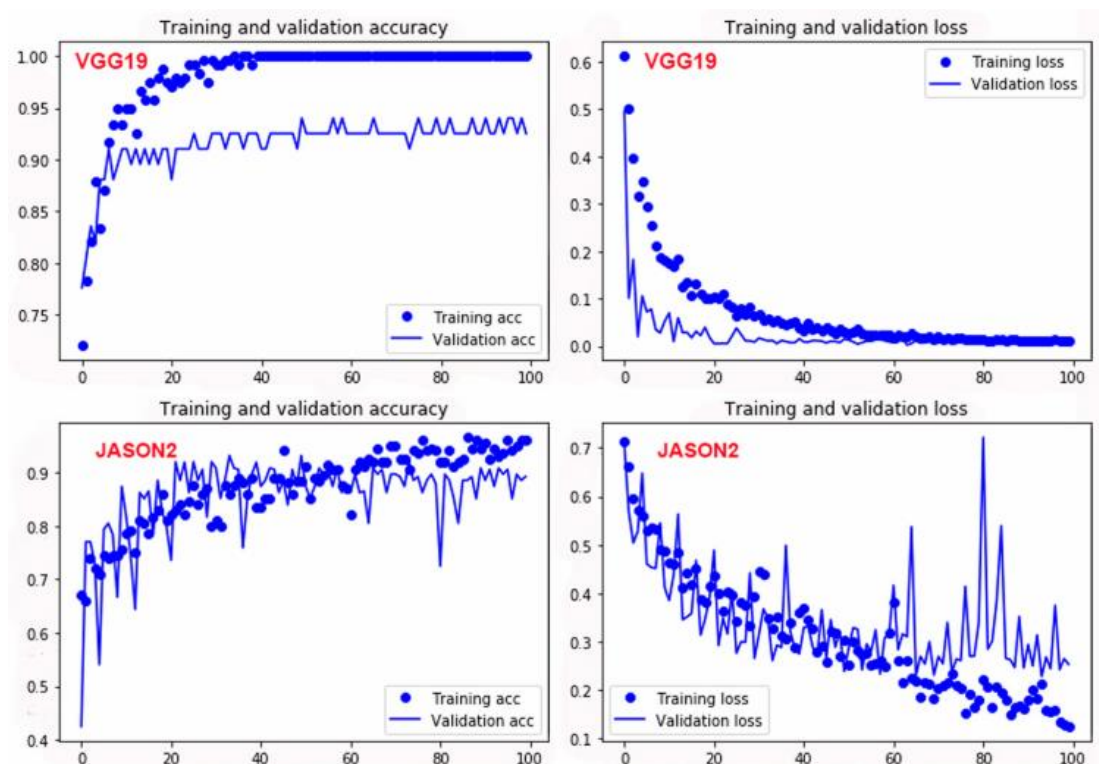 Training and validation accuracy
VGG19
1.00
0.95
0.90
0.85
0.80
0.75
Training acc
Validation acc
0 20 40 60 80 100
Training and validation loss
VGG19
0.6
0.5
0.4
0.3
0.2
0.1
0.0
Training loss
Validation loss
0 20 40 60 80 100
Training and validation accuracy
JASON2
0.9
0.8
0.7
0.6
0.5
0.4
Training acc
Validation acc
0 20 40 60 80 100
Training and validation loss
JASON2
0.7
0.6
0.5
0.4
0.3
0.2
0.1
Training loss
Validation loss
0 20 40 60 80 100